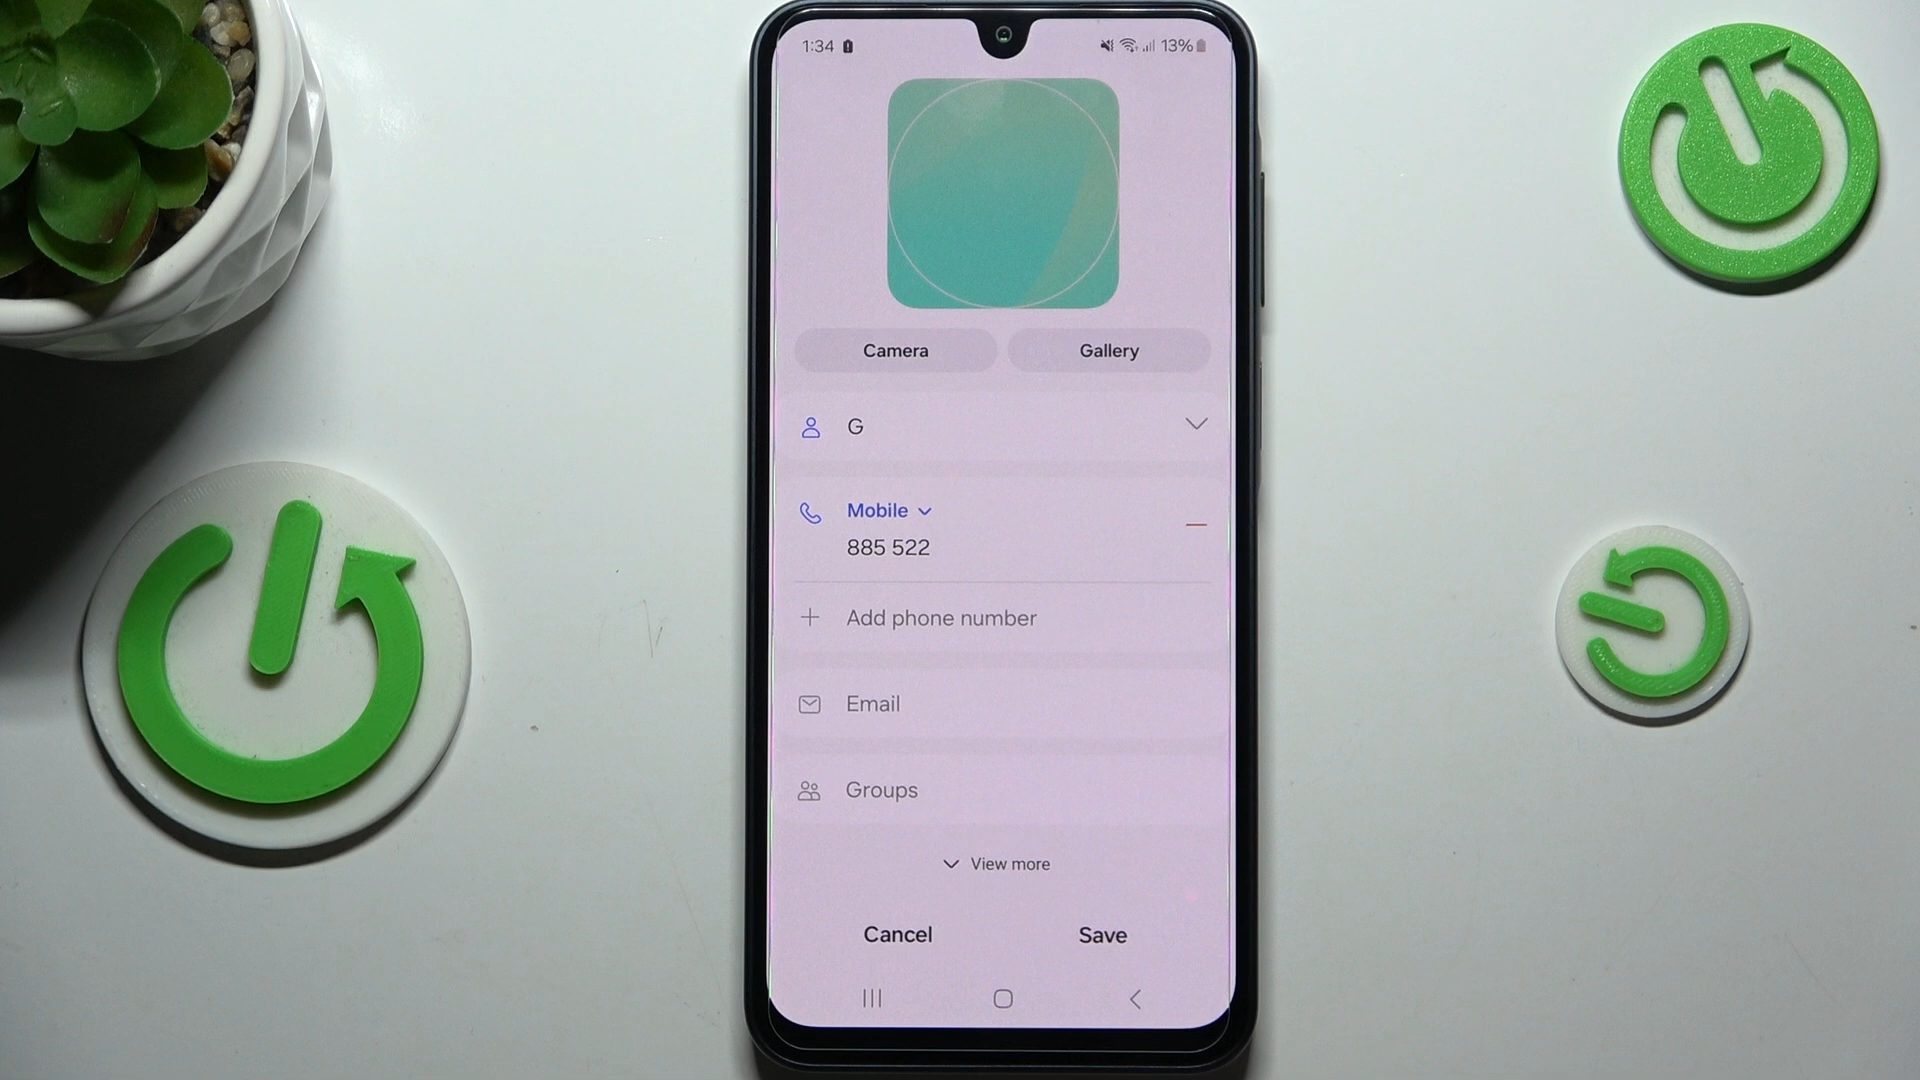 1:34 13%
Camera Gallery
G
Mobile
885 522
Add phone number
Email
Groups
View more
Cancel Save